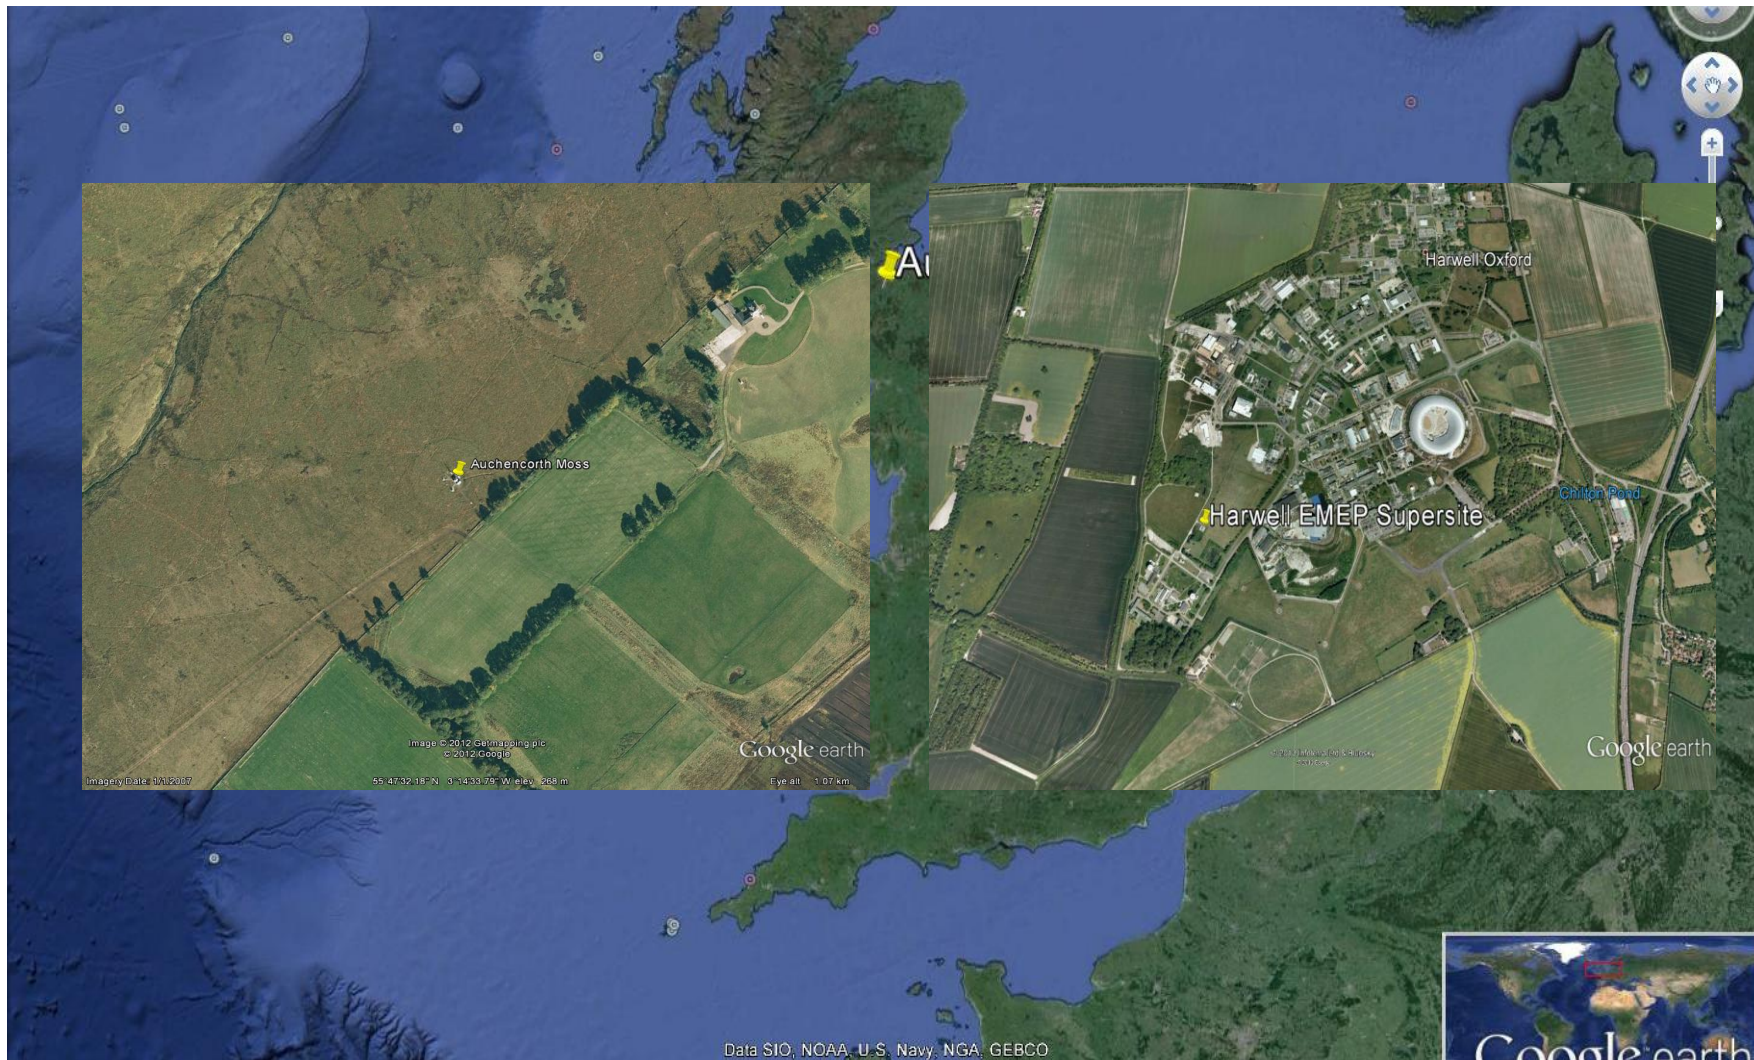 Au
Auchencorth Moss
Image © 2012 Getmapping plc
© 2012 Google
Google earth
Imagery Date: 1/1/2007
55°47'32.18" N 3°14'33.79" W elev 268 m
Eye alt 1.07 km
Harwell Oxford
Chilton Pond
Harwell EMEP Supersite
Google earth
Data SIO, NOAA, U.S. Navy, NGA, GEBCO
Google earth